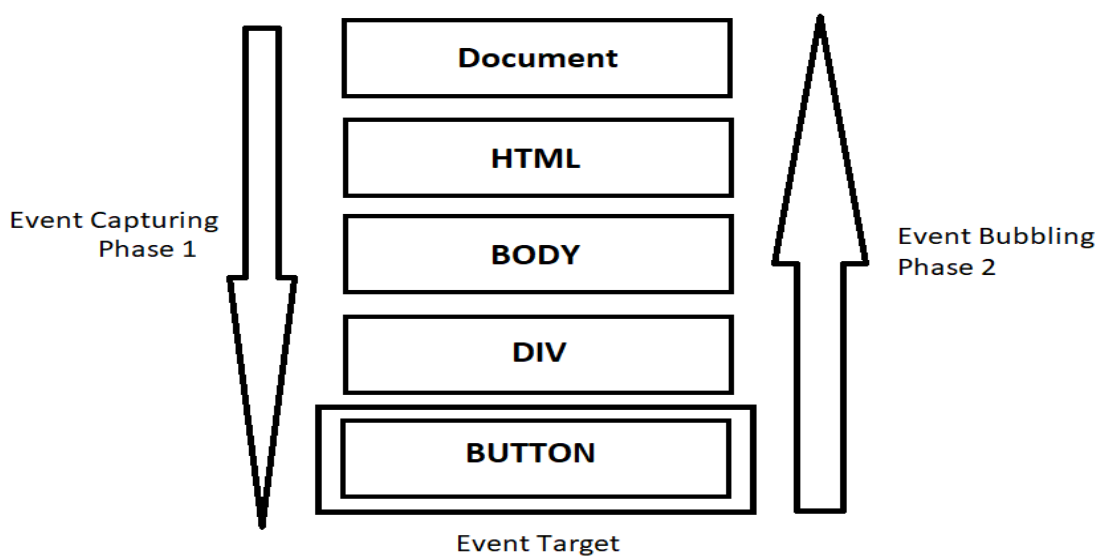 Document
HTML
Event Capturing
Phase 1
BODY
Event Bubbling
Phase 2
DIV
BUTTON
Event Target